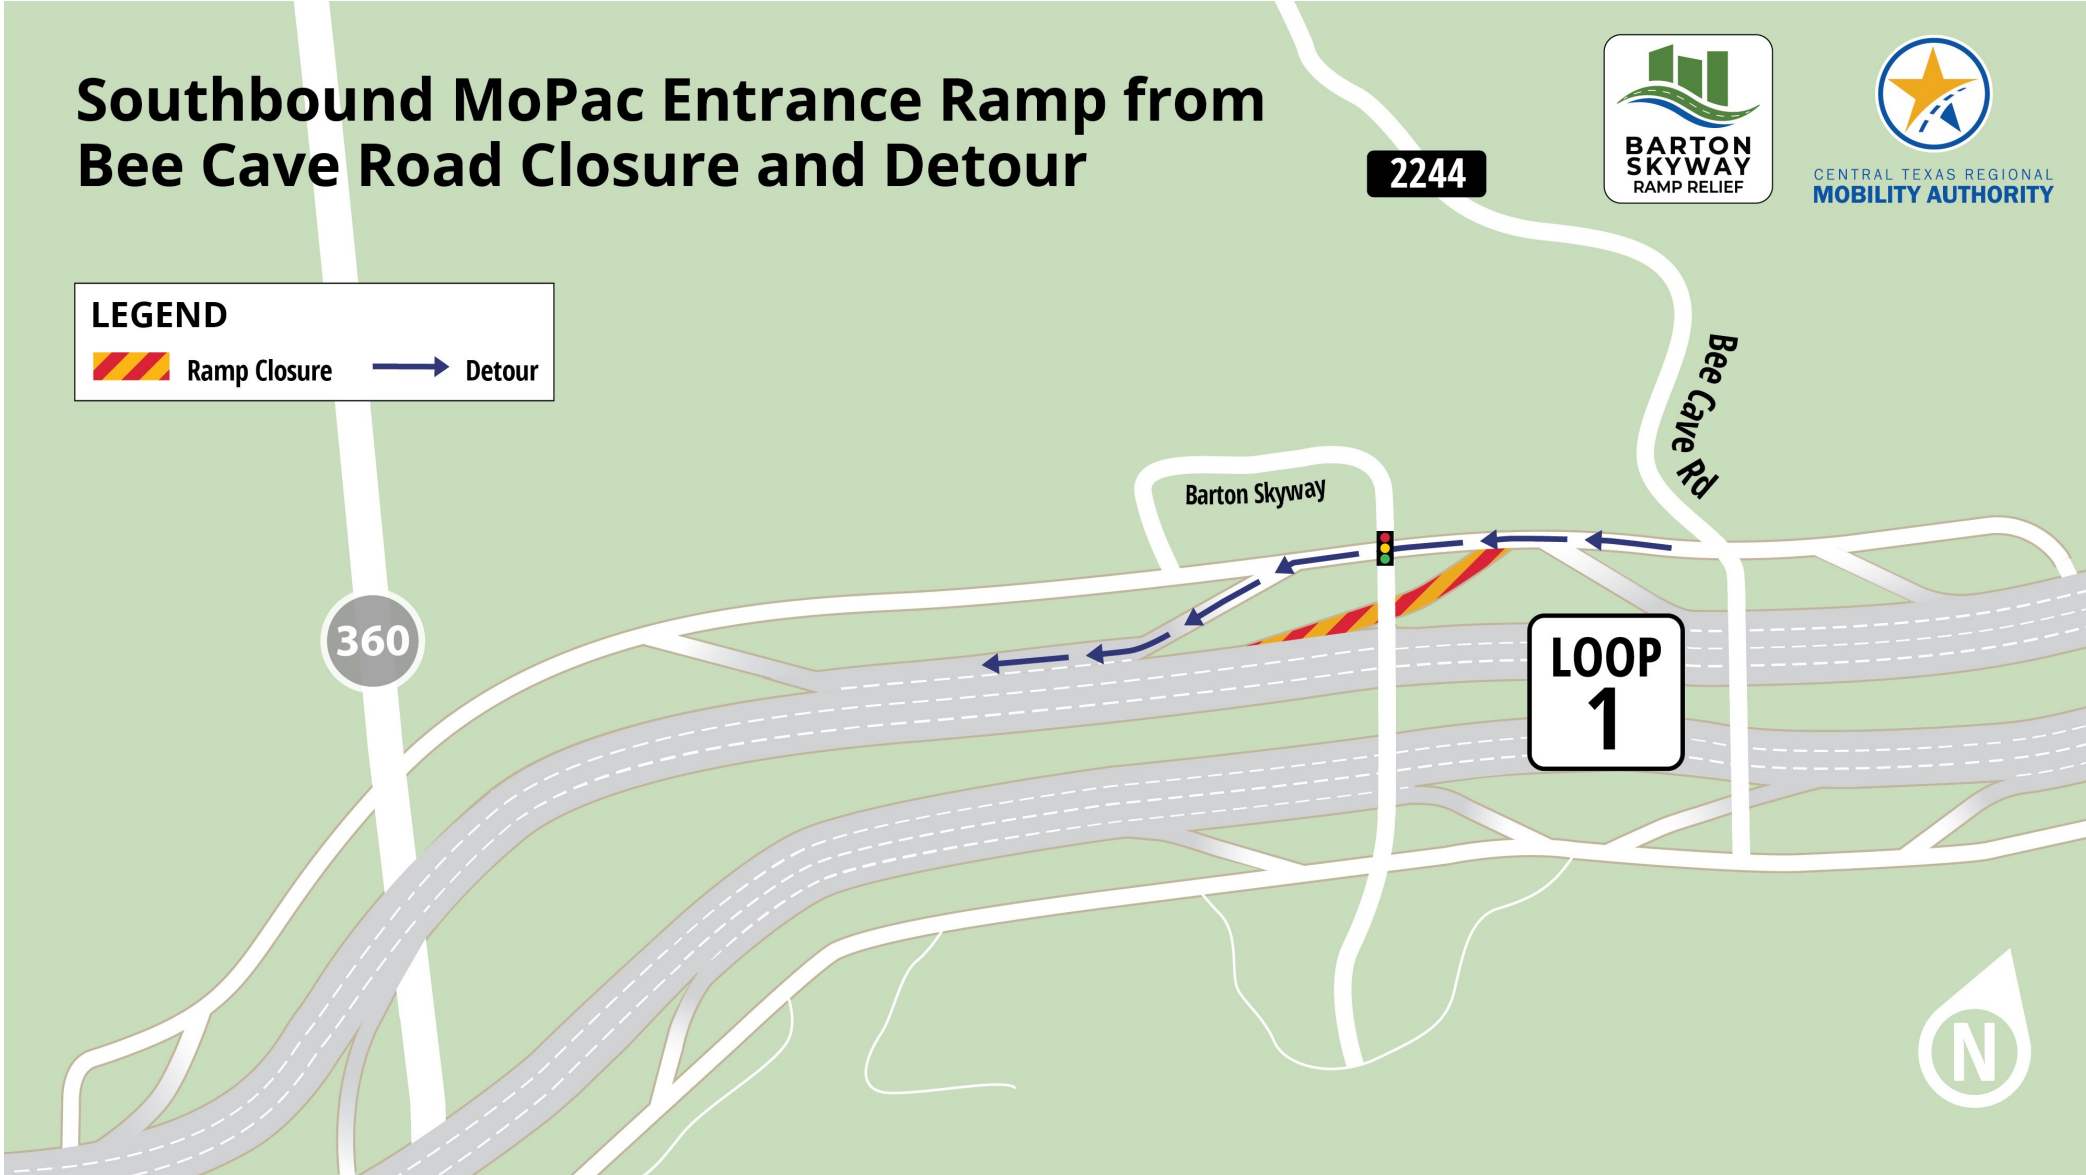 Southbound MoPac Entrance Ramp from
Bee Cave Road Closure and Detour
2244
BARTON
SKYWAY
RAMP RELIEF
CENTRAL TEXAS REGIONAL
MOBILITY AUTHORITY
LEGEND
Ramp Closure
Detour
Bee Cave Rd
Barton Skyway
360
LOOP
1
N